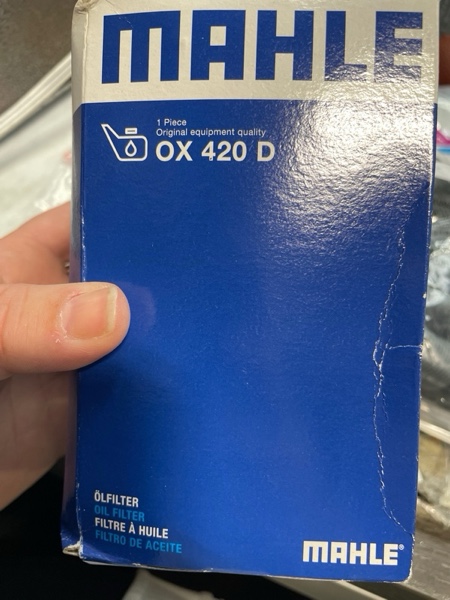 MAHLE
1 Piece
Original equipment quality
OX 420 D
ÖLFILTER
OIL FILTER
FILTRE À HUILE
FILTRO DE ACEITE
MAHLE®